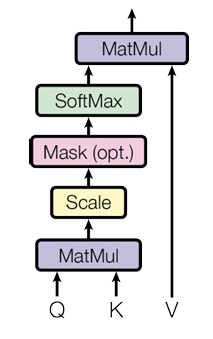 MatMul
SoftMax
Mask (opt.)
Scale
MatMul
Q K V